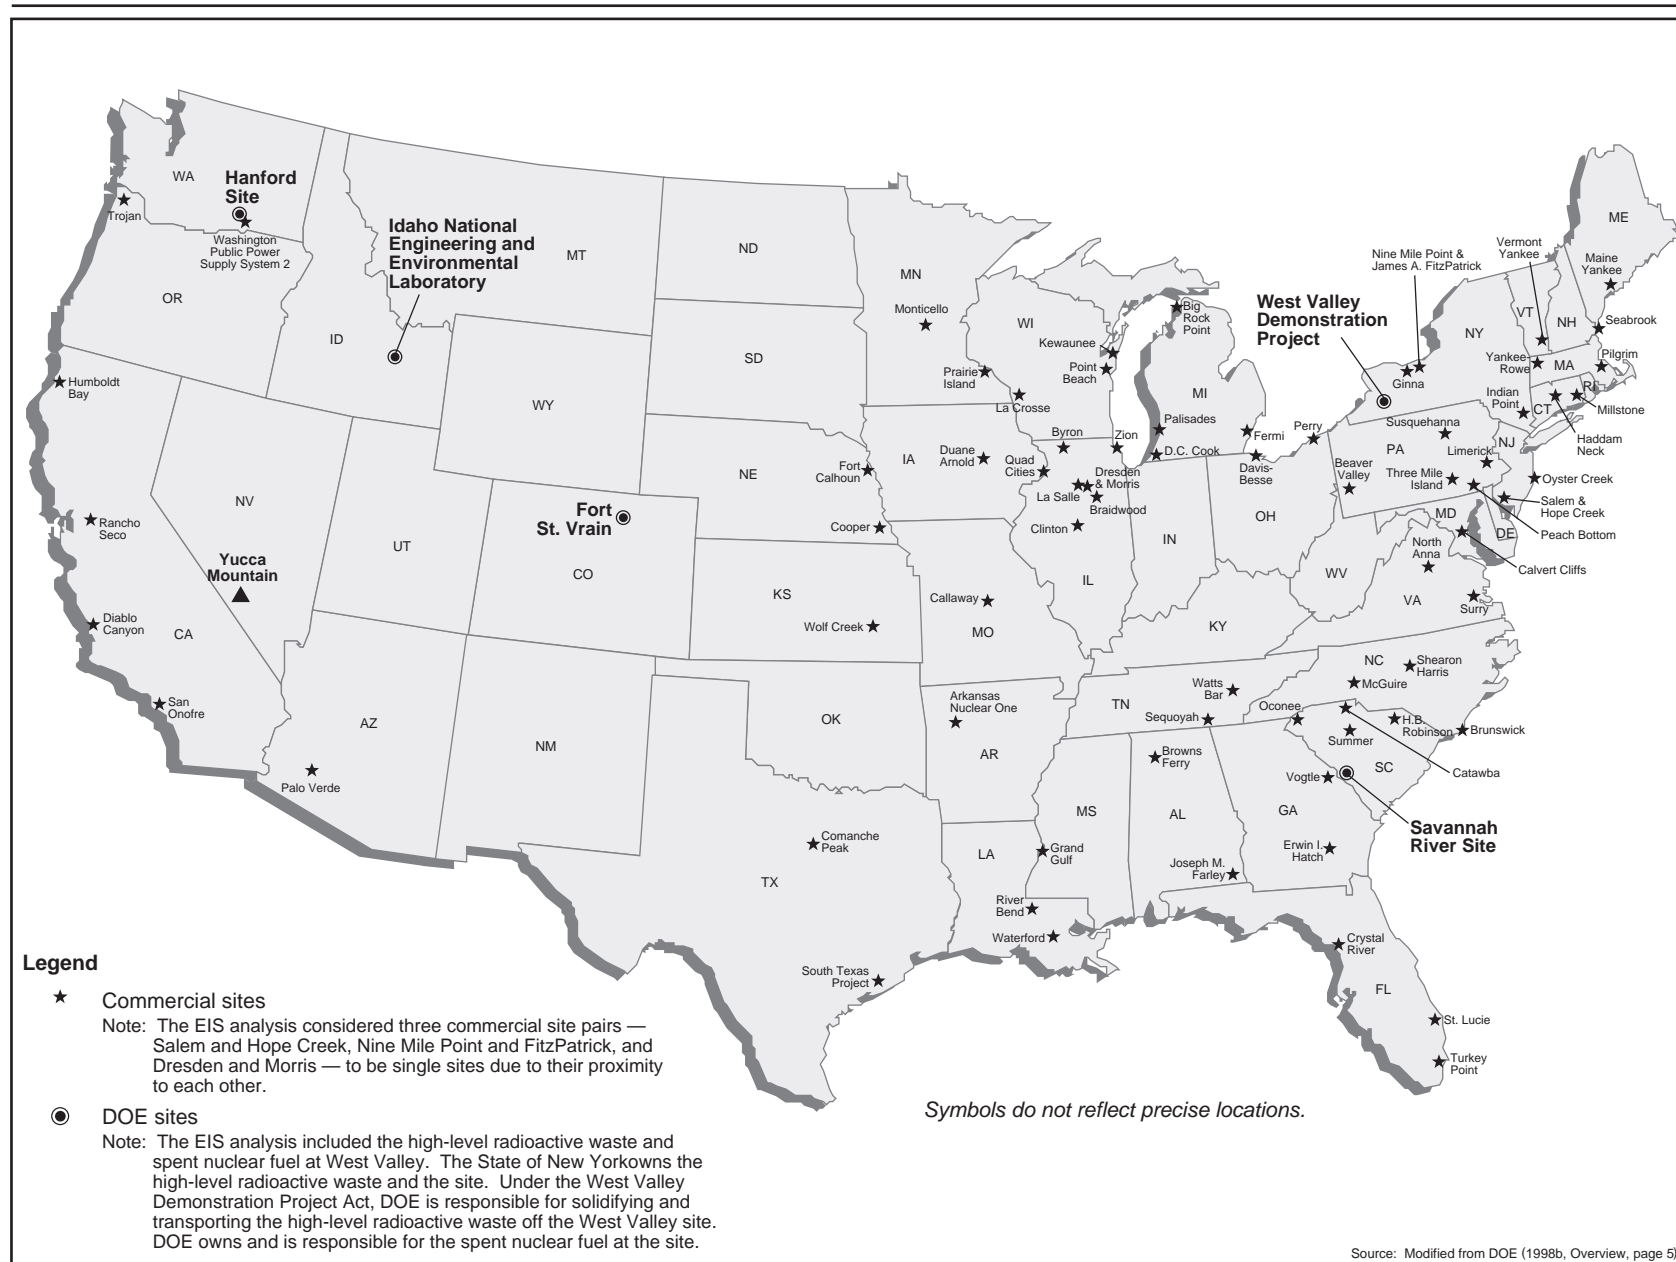 WA
Hanford
Site
Trojan
Washington
Public Power
Supply System 2
Idaho National
Engineering and
Environmental
Laboratory
MT
ND
MN
Monticello
OR
ID
SD
WY
Humboldt
Bay
NV
NE
IA
UT
CO
Fort
St. Vrain
Rancho
Seco
Yucca
Mountain
Diablo
Canyon
CA
San
Onofre
AZ
Palo Verde
NM
KS
Wolf Creek
OK
TX
Comanche
Peak
South Texas
Project
WI
Prairie
Island
La Crosse
Kewaunee
Point
Beach
Big
Rock
Point
MI
Palisades
D.C. Cook
Fermi
Davis-
Besse
Perry
Duane
Arnold
Fort
Calhoun
Cooper
Byron
Zion
Quad
Cities
Dresden
& Morris
La Salle
Braidwood
Clinton
IL
IN
OH
Callaway
MO
KY
WV
Arkansas
Nuclear One
AR
TN
Watts
Bar
Sequoyah
Browns
Ferry
MS
AL
GA
LA
Grand
Gulf
River
Bend
Waterford
Joseph M.
Farley
Erwin I.
Hatch
Vogtle
Oconee
Summer
SC
H.B.
Robinson
Brunswick
Catawba
Savannah
River Site
NC
Shearon
Harris
McGuire
Crystal
River
FL
St. Lucie
Turkey
Point
VA
North
Anna
Surry
MD
DE
Calvert Cliffs
Peach Bottom
Salem &
Hope Creek
Oyster Creek
NJ
PA
Susquehanna
Limerick
Three Mile
Island
Beaver
Valley
West Valley
Demonstration
Project
Nine Mile Point &
James A. FitzPatrick
Ginna
NY
Vermont
Yankee
VT
NH
ME
Maine
Yankee
Seabrook
Pilgrim
Yankee
Rowe
MA
RI
CT
Indian
Point
Millstone
Haddam
Neck
Legend
Commercial sites
Note: The EIS analysis considered three commercial site pairs —
Salem and Hope Creek, Nine Mile Point and FitzPatrick, and
Dresden and Morris — to be single sites due to their proximity
to each other.
DOE sites
Note: The EIS analysis included the high-level radioactive waste and
spent nuclear fuel at West Valley. The State of New Yorkowns the
high-level radioactive waste and the site. Under the West Valley
Demonstration Project Act, DOE is responsible for solidifying and
transporting the high-level radioactive waste off the West Valley site.
DOE owns and is responsible for the spent nuclear fuel at the site.
Symbols do not reflect precise locations.
Source: Modified from DOE (1998b, Overview, page 5)